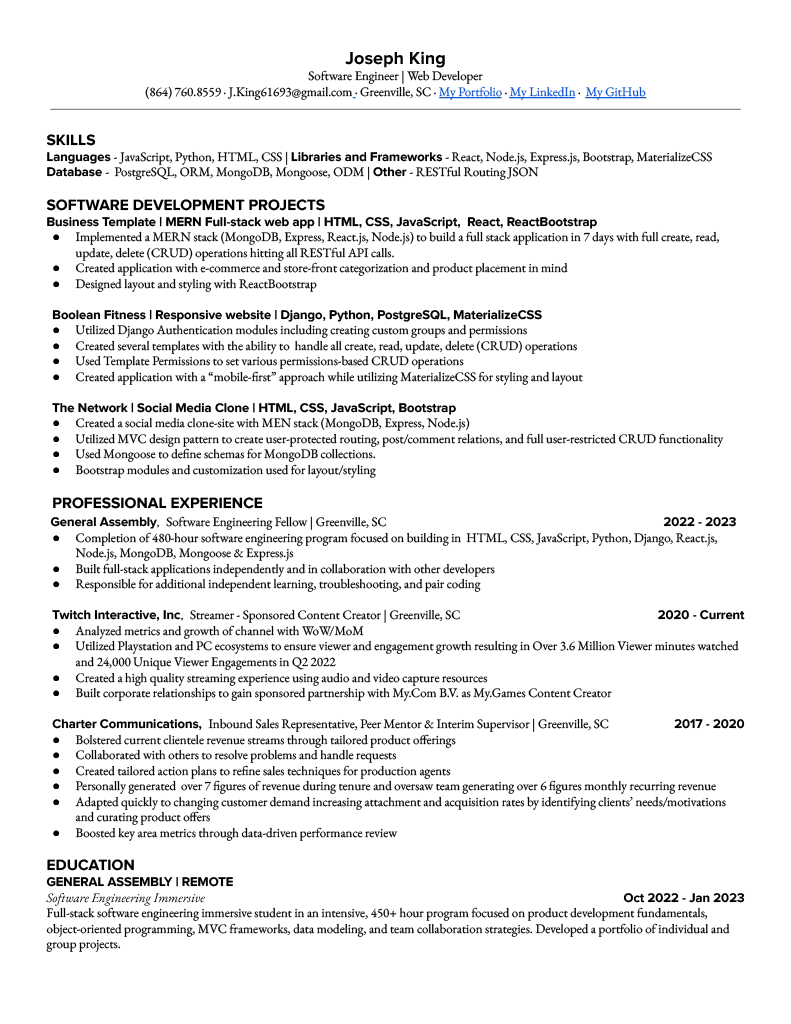 Joseph King
Software Engineer | Web Developer
(864) 760.8559 · J.King61693@gmail.com · Greenville, SC · My Portfolio · My LinkedIn · My GitHub
SKILLS
Languages - JavaScript, Python, HTML, CSS | Libraries and Frameworks - React, Node.js, Express.js, Bootstrap, MaterializeCSS
Database - PostgreSQL, ORM, MongoDB, Mongoose, ODM | Other - RESTful Routing JSON
SOFTWARE DEVELOPMENT PROJECTS
Business Template | MERN Full-stack web app | HTML, CSS, JavaScript, React, ReactBootstrap
● Implemented a MERN stack (MongoDB, Express, React.js, Node.js) to build a full stack application in 7 days with full create, read,
update, delete (CRUD) operations hitting all RESTful API calls.
● Created application with e-commerce and store-front categorization and product placement in mind
● Designed layout and styling with ReactBootstrap
Boolean Fitness | Responsive website | Django, Python, PostgreSQL, MaterializeCSS
● Utilized Django Authentication modules including creating custom groups and permissions
● Created several templates with the ability to handle all create, read, update, delete (CRUD) operations
● Used Template Permissions to set various permissions-based CRUD operations
● Created application with a “mobile-first” approach while utilizing MaterializeCSS for styling and layout
The Network | Social Media Clone | HTML, CSS, JavaScript, Bootstrap
● Created a social media clone-site with MEN stack (MongoDB, Express, Node.js)
● Utilized MVC design pattern to create user-protected routing, post/comment relations, and full user-restricted CRUD functionality
● Used Mongoose to define schemas for MongoDB collections.
● Bootstrap modules and customization used for layout/styling
PROFESSIONAL EXPERIENCE
General Assembly, Software Engineering Fellow | Greenville, SC 2022 - 2023
● Completion of 480-hour software engineering program focused on building in HTML, CSS, JavaScript, Python, Django, React.js,
Node.js, MongoDB, Mongoose & Express.js
● Built full-stack applications independently and in collaboration with other developers
● Responsible for additional independent learning, troubleshooting, and pair coding
Twitch Interactive, Inc, Streamer - Sponsored Content Creator | Greenville, SC 2020 - Current
● Analyzed metrics and growth of channel with WoW/MoM
● Utilized Playstation and PC ecosystems to ensure viewer and engagement growth resulting in Over 3.6 Million Viewer minutes watched
and 24,000 Unique Viewer Engagements in Q2 2022
● Created a high quality streaming experience using audio and video capture resources
● Built corporate relationships to gain sponsored partnership with My.Com B.V. as My.Games Content Creator
Charter Communications, Inbound Sales Representative, Peer Mentor & Interim Supervisor | Greenville, SC 2017 - 2020
● Bolstered current clientele revenue streams through tailored product offerings
● Collaborated with others to resolve problems and handle requests
● Created tailored action plans to refine sales techniques for production agents
● Personally generated over 7 figures of revenue during tenure and oversaw team generating over 6 figures monthly recurring revenue
● Adapted quickly to changing customer demand increasing attachment and acquisition rates by identifying clients’ needs/motivations
and curating product offers
● Boosted key area metrics through data-driven performance review
EDUCATION
GENERAL ASSEMBLY | REMOTE
Software Engineering Immersive Oct 2022 - Jan 2023
Full-stack software engineering immersive student in an intensive, 450+ hour program focused on product development fundamentals,
object-oriented programming, MVC frameworks, data modeling, and team collaboration strategies. Developed a portfolio of individual and
group projects.